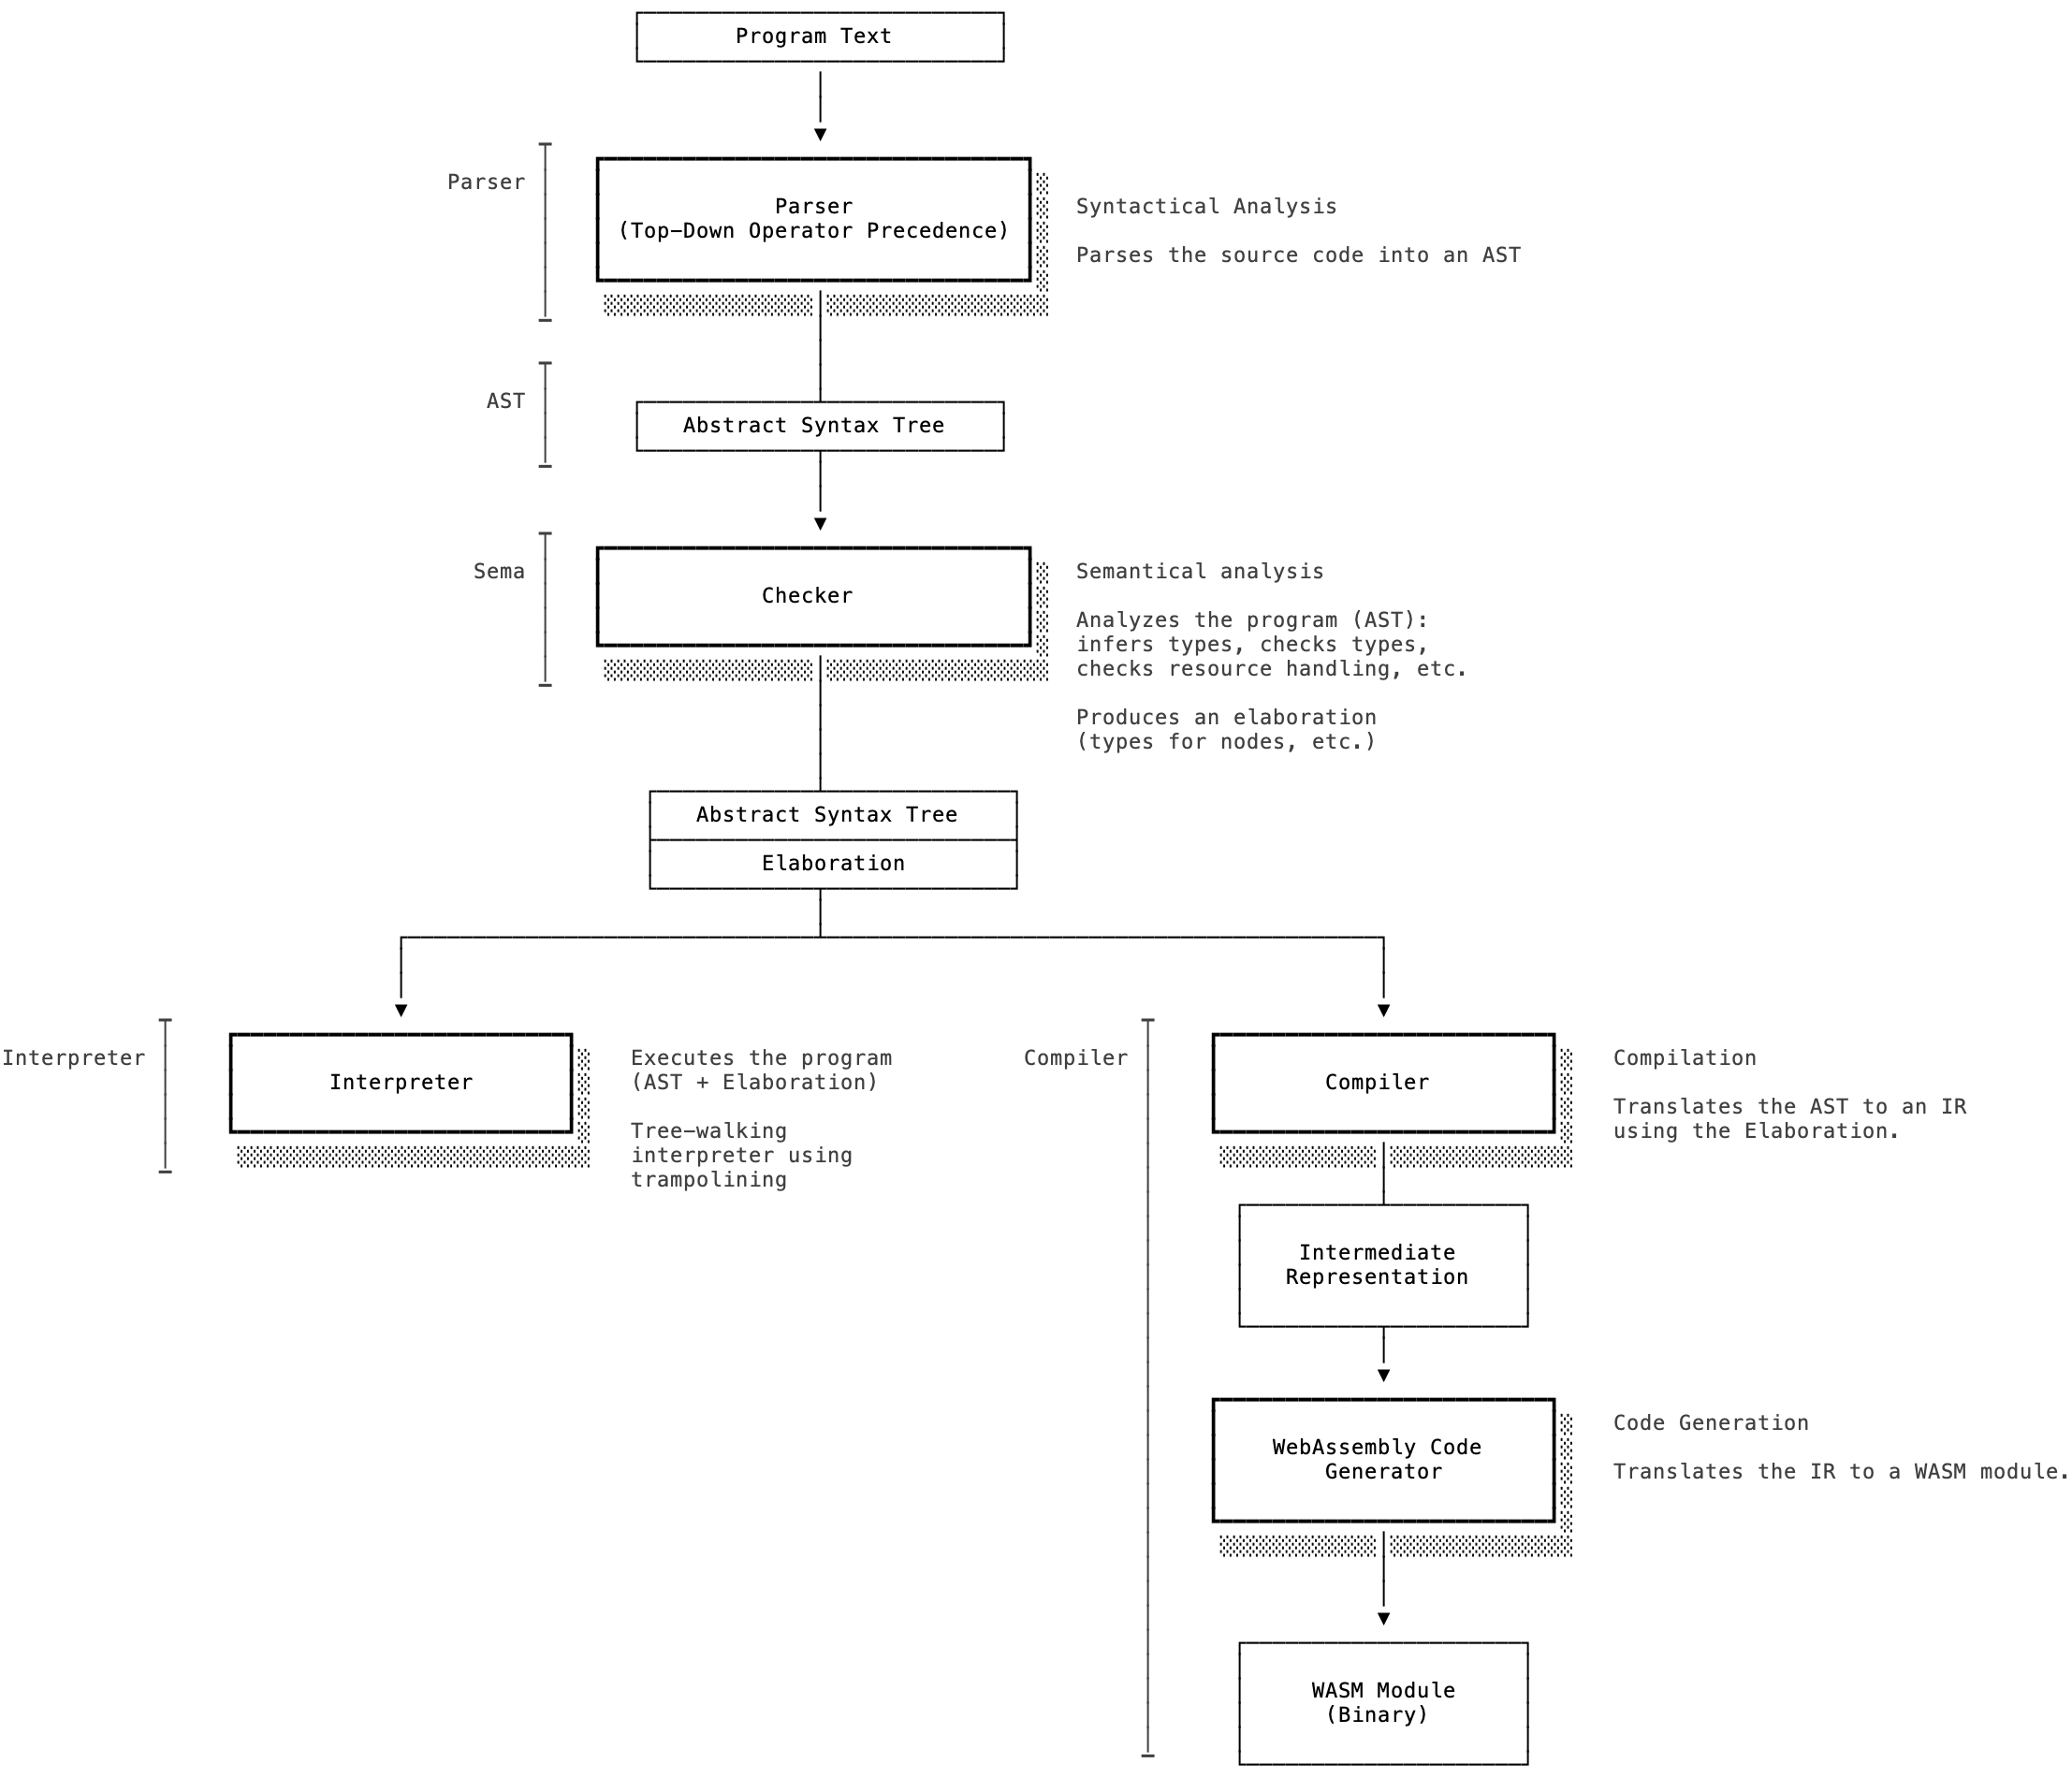 Program Text
Parser
Parser
(Top-Down Operator Precedence)
Syntactical Analysis
Parses the source code into an AST
AST
Abstract Syntax Tree
Sema
Checker
Semantical analysis
Analyzes the program (AST):
infers types, checks types,
checks resource handling, etc.
Produces an elaboration
(types for nodes, etc.)
Abstract Syntax Tree
Elaboration
Interpreter
Interpreter
Executes the program
(AST + Elaboration)
Tree-walking
interpreter using
trampolining
Compiler
Compiler
Compilation
Translates the AST to an IR
using the Elaboration.
Intermediate
Representation
WebAssembly Code
Generator
Code Generation
Translates the IR to a WASM module.
WASM Module
(Binary)